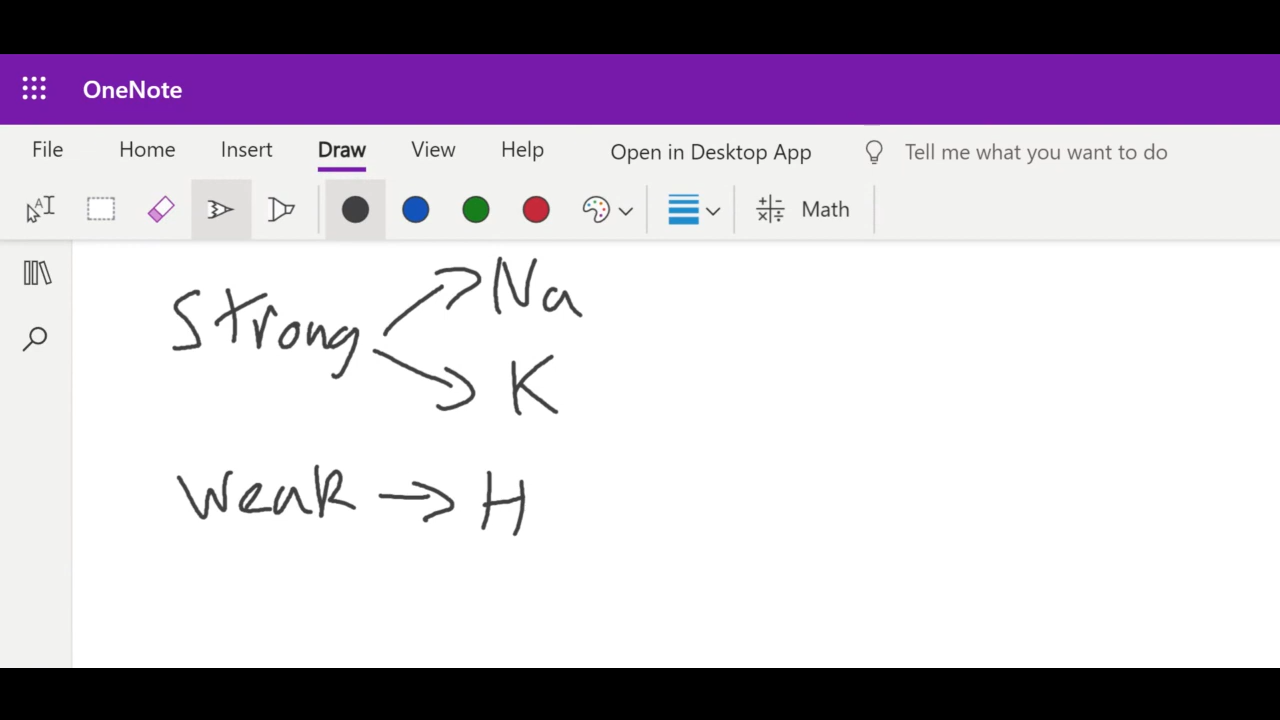 OneNote
File Home Insert Draw View Help Open in Desktop App Tell me what you want to do
Math
Na
Strong
K
Weak H